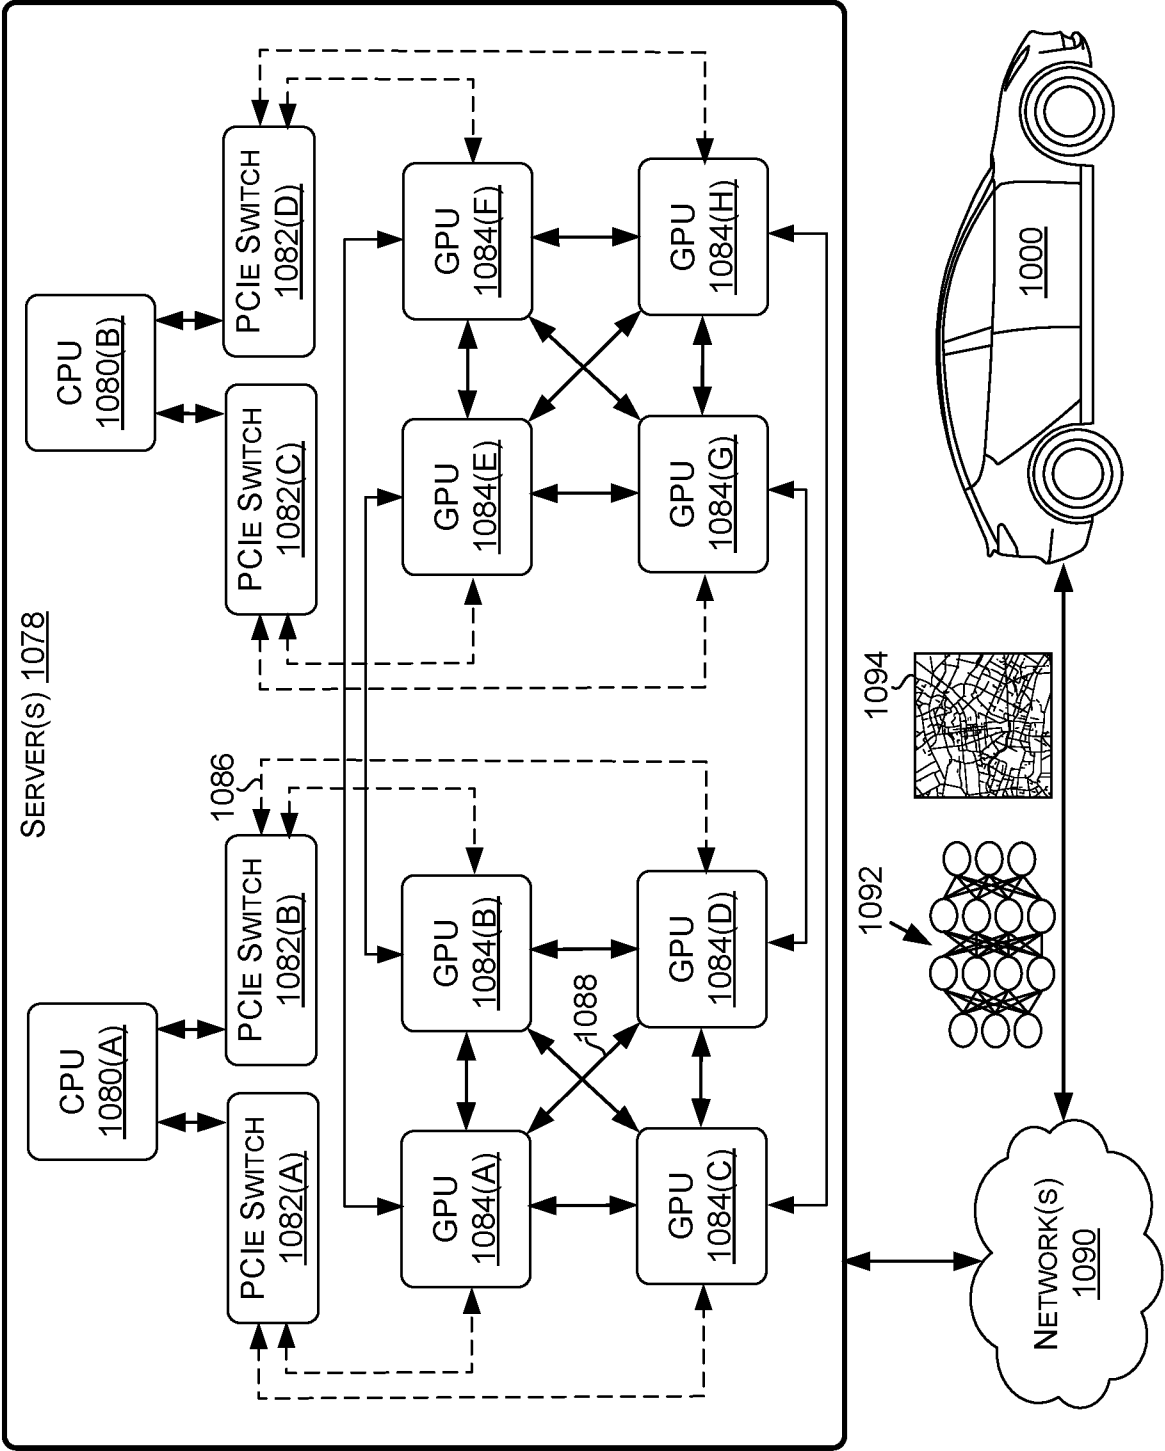 SERVER(S) 1078
CPU
1080(A)
CPU
1080(B)
PCIE SWITCH
1082(A)
PCIE SWITCH
1082(B)
1086
PCIE SWITCH
1082(C)
PCIE SWITCH
1082(D)
GPU
1084(A)
GPU
1084(B)
GPU
1084(E)
GPU
1084(F)
1088
GPU
1084(C)
GPU
1084(D)
GPU
1084(G)
GPU
1084(H)
NETWORK(S)
1090
1092
1094
1000